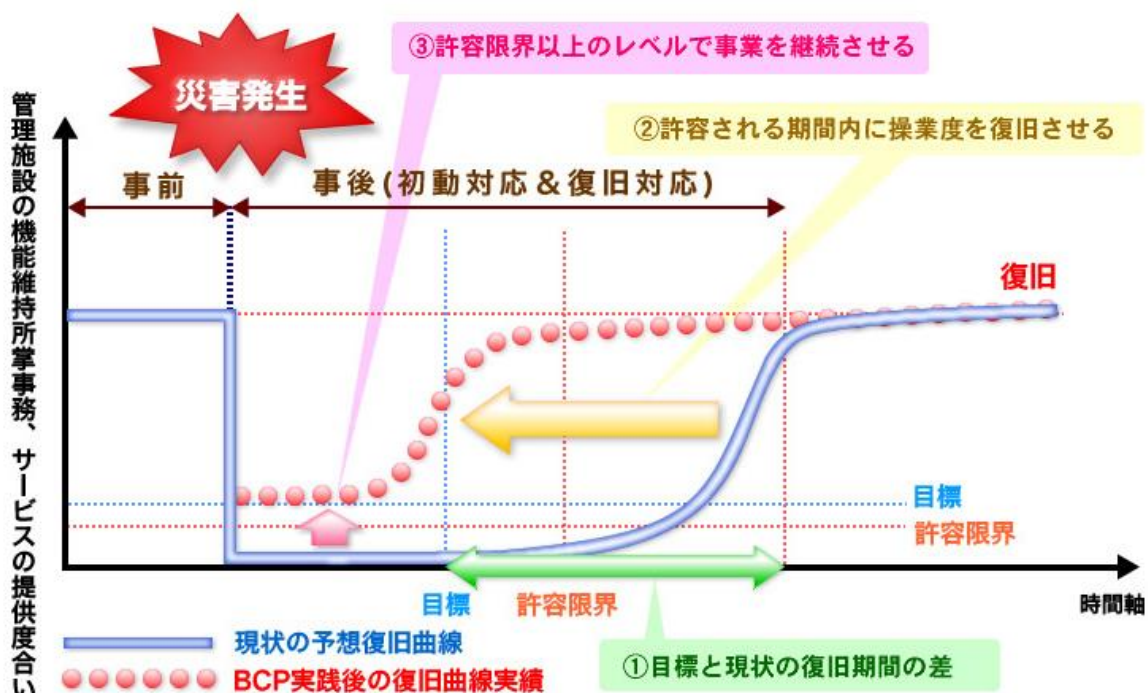 ③許容限界以上のレベルで事業を継続させる
災害発生
②許容される期間内に操業度を復旧させる
事前
事後(初動対応＆復旧対応)
管理施設の機能維持所掌事務、サービスの提供度合い
復旧
目標
許容限界
目標
許容限界
時間軸
現状の予想復旧曲線
①目標と現状の復旧期間の差
BCP実践後の復旧曲線実績